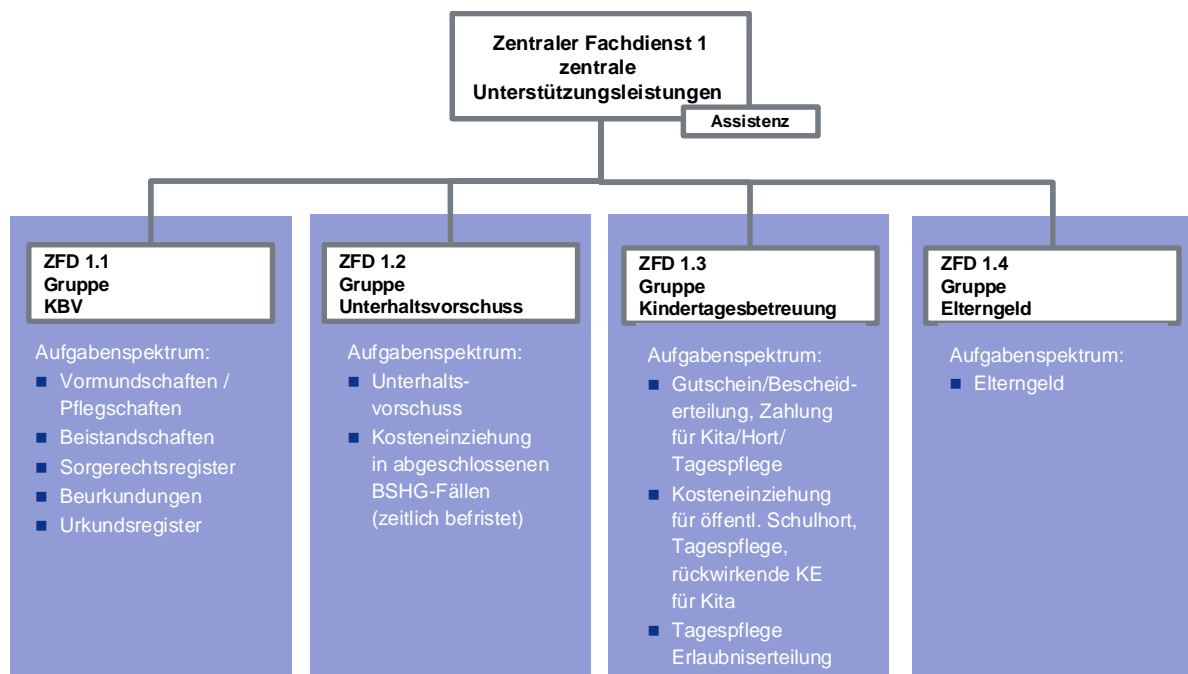 Zentraler Fachdienst 1
zentrale
Unterstützungsleistungen
Assistenz
ZFD 1.1
Gruppe
KBV
Aufgabenspektrum:
Vormundschaften /
Pflegschaften
Beistandschaften
Sorgerechtsregister
Beurkundungen
Urkundsregister
ZFD 1.2
Gruppe
Unterhaltsvorschuss
Aufgabenspektrum:
Unterhalts-
vorschuss
Kosteneinziehung
in abgeschlossenen
BSHG-Fällen
(zeitlich befristet)
ZFD 1.3
Gruppe
Kindertagesbetreuung
Aufgabenspektrum:
Gutschein/Bescheid-
erteilung, Zahlung
für Kita/Hort/
Tagespflege
Kosteneinziehung
für öffentl. Schulhort,
Tagespflege,
rückwirkende KE
für Kita
Tagespflege
Erlaubniserteilung
ZFD 1.4
Gruppe
Elterngeld
Aufgabenspektrum:
Elterngeld